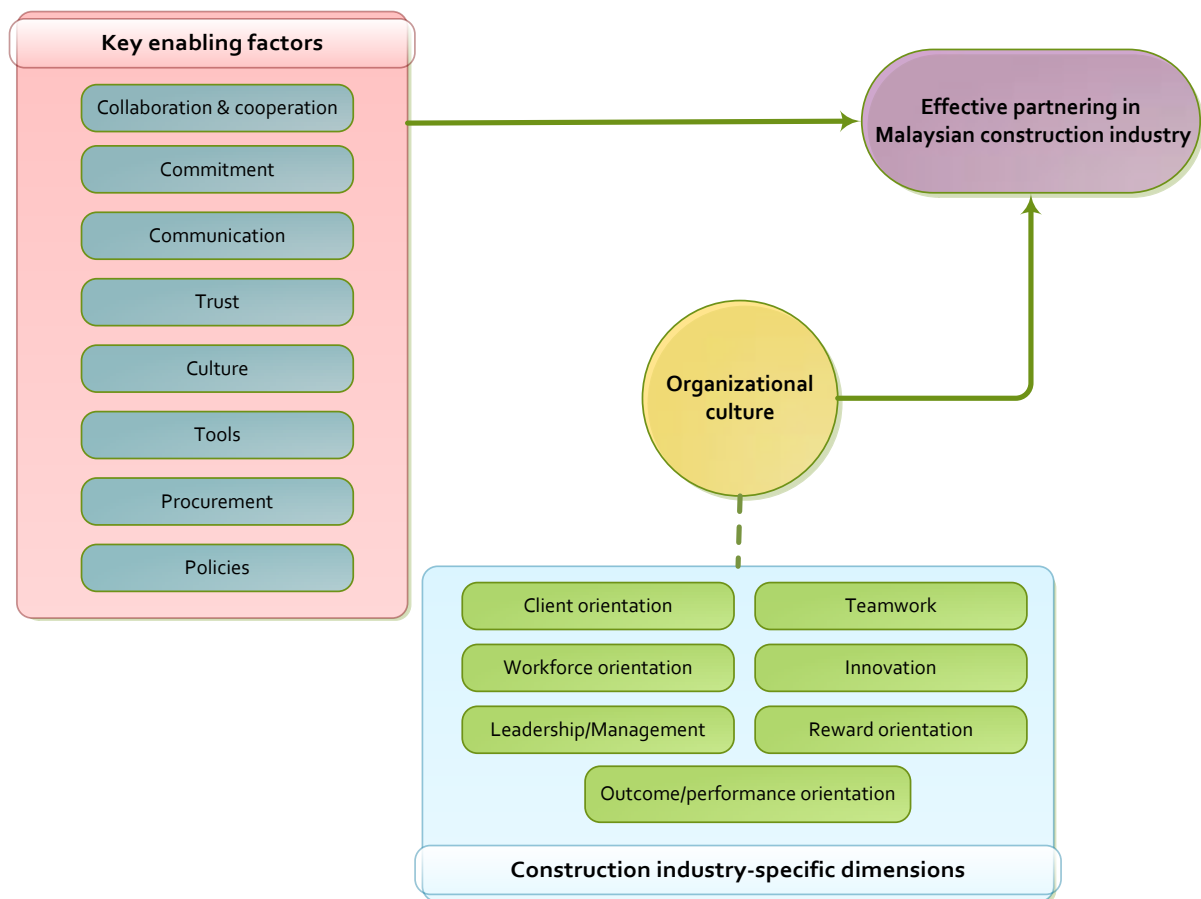 Key enabling factors
Collaboration & cooperation
Commitment
Communication
Trust
Culture
Tools
Procurement
Policies
Effective partnering in
Malaysian construction industry
Organizational
culture
Client orientation
Teamwork
Workforce orientation
Innovation
Leadership/Management
Reward orientation
Outcome/performance orientation
Construction industry-specific dimensions